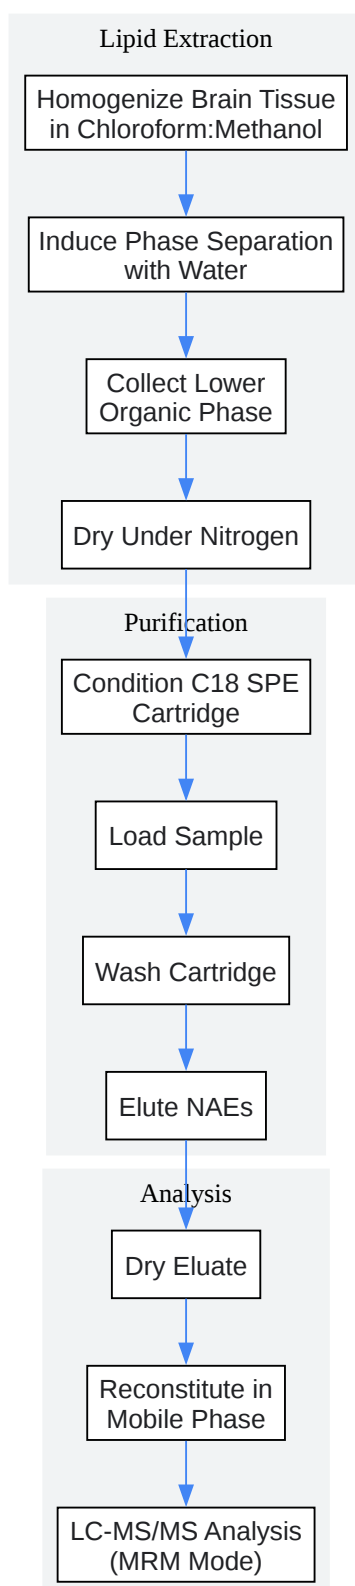 Lipid Extraction
Homogenize Brain Tissue
in Chloroform:Methanol
Induce Phase Separation
with Water
Collect Lower
Organic Phase
Dry Under Nitrogen
Purification
Condition C18 SPE
Cartridge
Load Sample
Wash Cartridge
Elute NAEs
Analysis
Dry Eluate
Reconstitute in
Mobile Phase
LC-MS/MS Analysis
(MRM Mode)